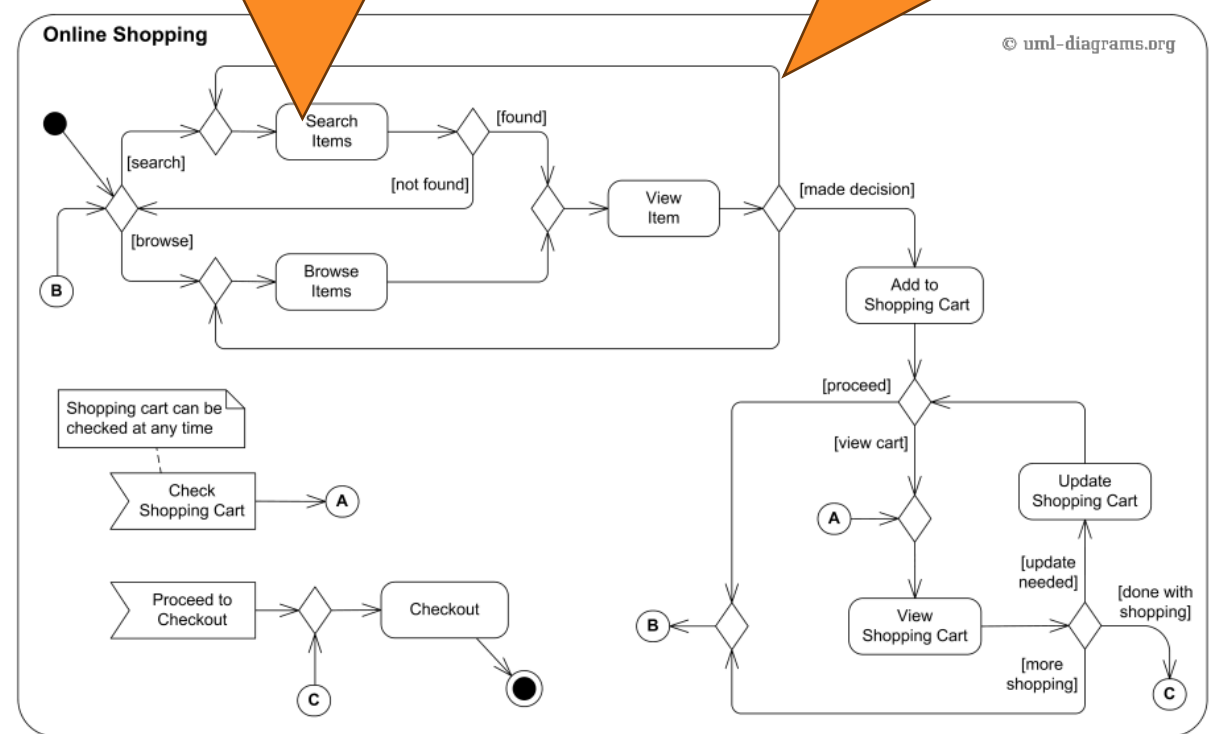 Online Shopping
© uml-diagrams.org
Search
Items
[found]
[search]
[not found]
View
Item
[made decision]
[browse]
B
Browse
Items
Add to
Shopping Cart
Shopping cart can be
checked at any time
[proceed]
[view cart]
Check
Shopping Cart
A
A
Update
Shopping Cart
[update
needed]
[done with
shopping]
Proceed to
Checkout
Checkout
B
View
Shopping Cart
[more
shopping]
C
C